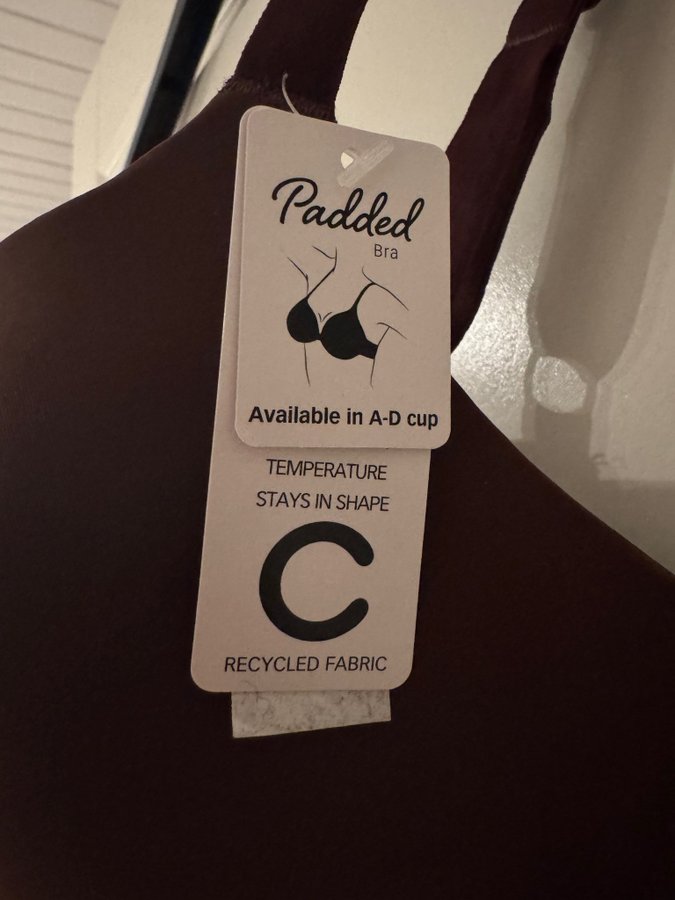 Padded
Bra
Available in A-D cup
TEMPERATURE
STAYS IN SHAPE
C
RECYCLED FABRIC